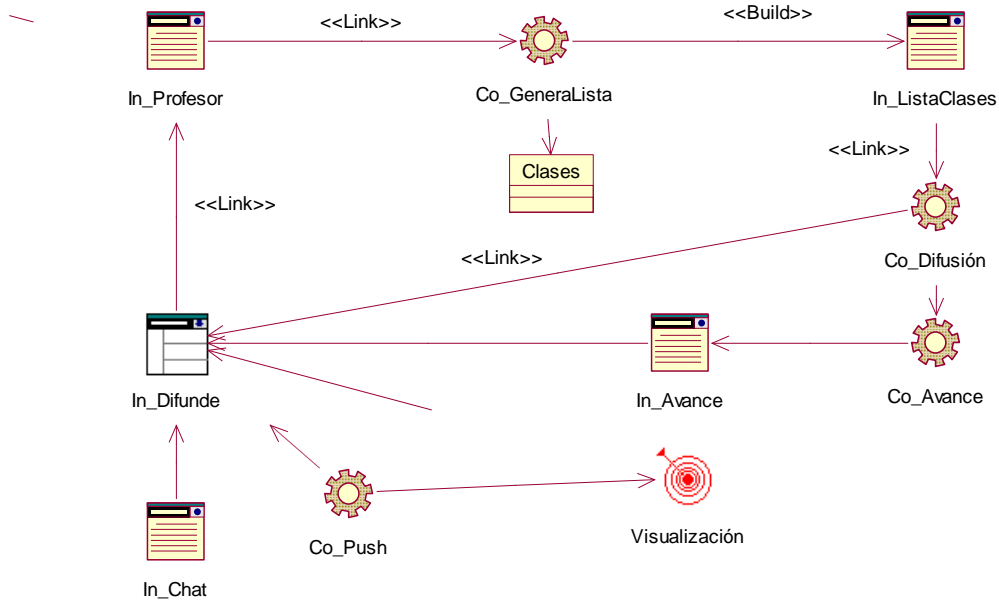 <<Link>>
<<Build>>
In_Profesor
Co_GeneraLista
In_ListaClases
Clases
<<Link>>
<<Link>>
<<Link>>
Co_Difusión
In_Difunde
In_Avance
Co_Avance
Co_Push
Visualización
In_Chat